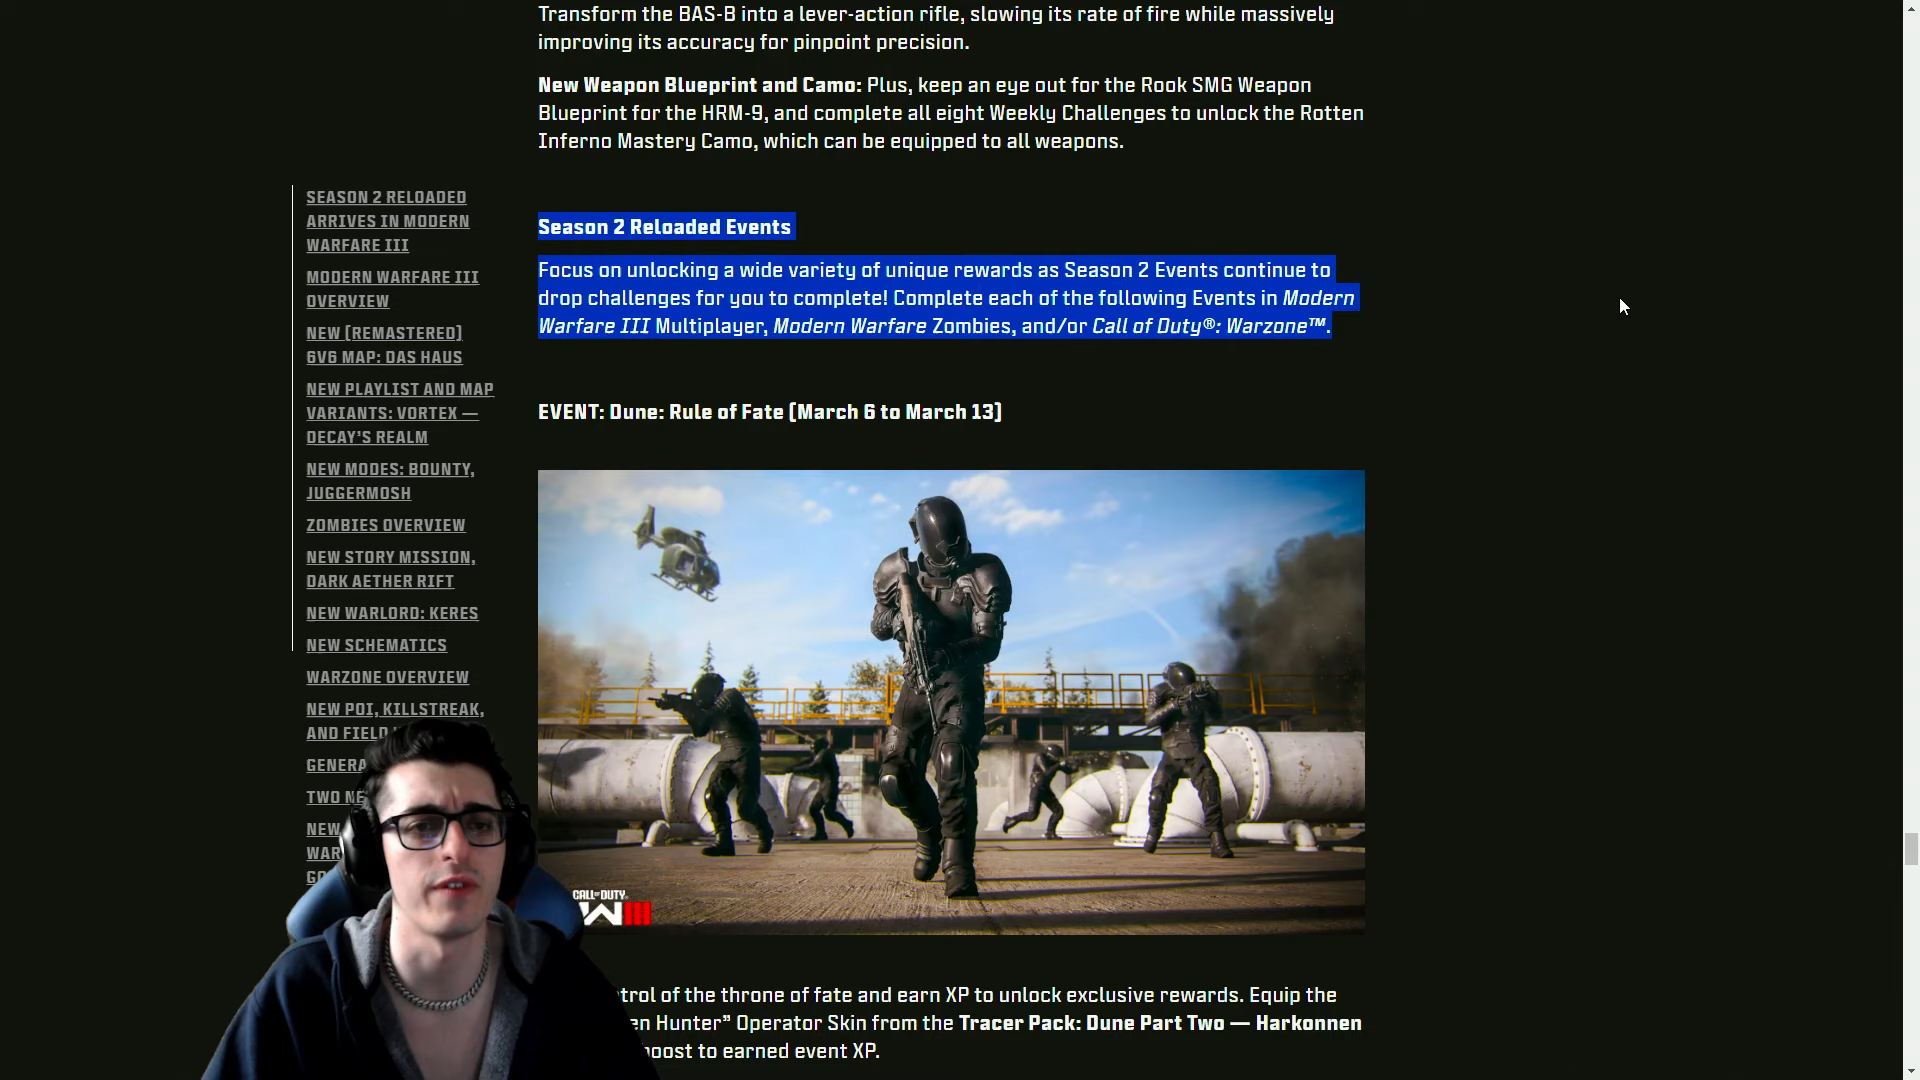 Transform the BAS-B into a lever-action rifle, slowing its rate of fire while massively
improving its accuracy for pinpoint precision.
New Weapon Blueprint and Camo: Plus, keep an eye out for the Rook SMG Weapon
Blueprint for the HRM-9, and complete all eight Weekly Challenges to unlock the Rotten
Inferno Mastery Camo, which can be equipped to all weapons.
SEASON 2 RELOADED
ARRIVES IN MODERN
WARFARE III
MODERN WARFARE III
OVERVIEW
NEW [REMASTERED]
6V6 MAP: DAS HAUS
NEW PLAYLIST AND MAP
VARIANTS: VORTEX —
DECAY'S REALM
NEW MODES: BOUNTY,
JUGGERMOSH
ZOMBIES OVERVIEW
NEW STORY MISSION,
DARK AETHER RIFT
NEW WARLORD: KERES
NEW SCHEMATICS
WARZONE OVERVIEW
NEW POI, KILLSTREAK,
AND FIELD
TWO
NEW
Season 2 Reloaded Events
Focus on unlocking a wide variety of unique rewards as Season 2 Events continue to
drop challenges for you to complete! Complete each of the following Events in Modern
Warfare III Multiplayer, Modern Warfare Zombies, and/or Call of Duty®: Warzone™.
EVENT: Dune: Rule of Fate [March 6 to March 13]
CALL OF DUTY
MW III
of the throne of fate and earn XP to unlock exclusive rewards. Equip the
Hunter” Operator Skin from the Tracer Pack: Dune Part Two — Harkonnen
boost to earned event XP.